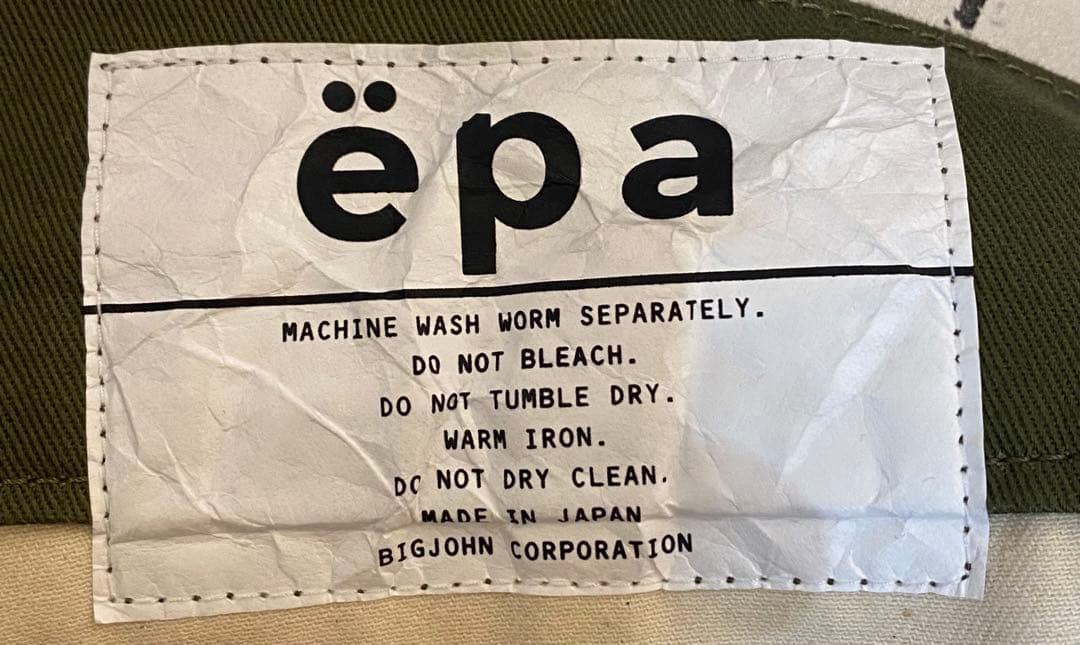 ëpa
MACHINE WASH WORM SEPARATELY.
DO NOT BLEACH.
DO NOT TUMBLE DRY.
WARM IRON.
DO NOT DRY CLEAN.
MADE IN JAPAN
BIGJOHN CORPORATION